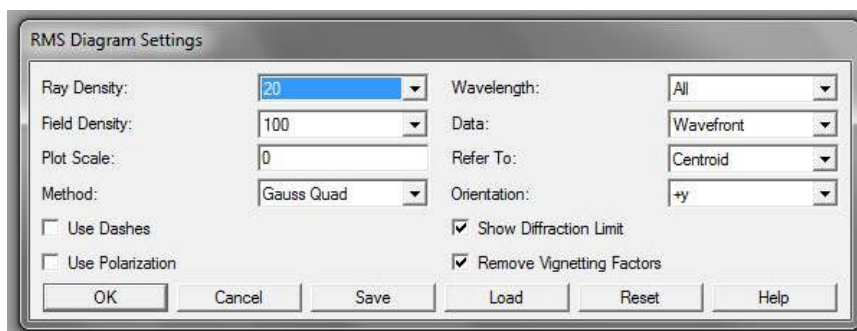 RMS Diagram Settings
Ray Density: 20 Wavelength: All
Field Density: 100 Data: Wavefront
Plot Scale: 0 Refer To: Centroid
Method: Gauss Quad Orientation: +y
Use Dashes Show Diffraction Limit
Use Polarization Remove Vignetting Factors
OK Cancel Save Load Reset Help